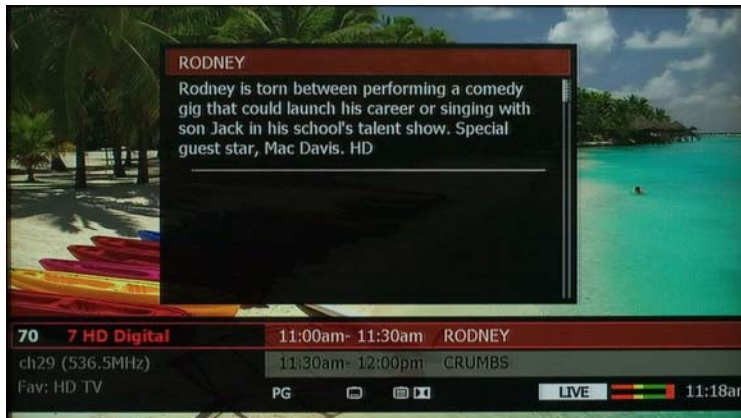 RODNEY
Rodney is torn between performing a comedy
gig that could launch his career or singing with
son Jack in his school's talent show. Special
guest star, Mac Davis. HD
70 7 HD Digital 11:00am- 11:30am RODNEY
ch29 (536.5MHz) 11:30am- 12:00pm CRUMBS
Fav: HD TV PG LIVE 11:18am